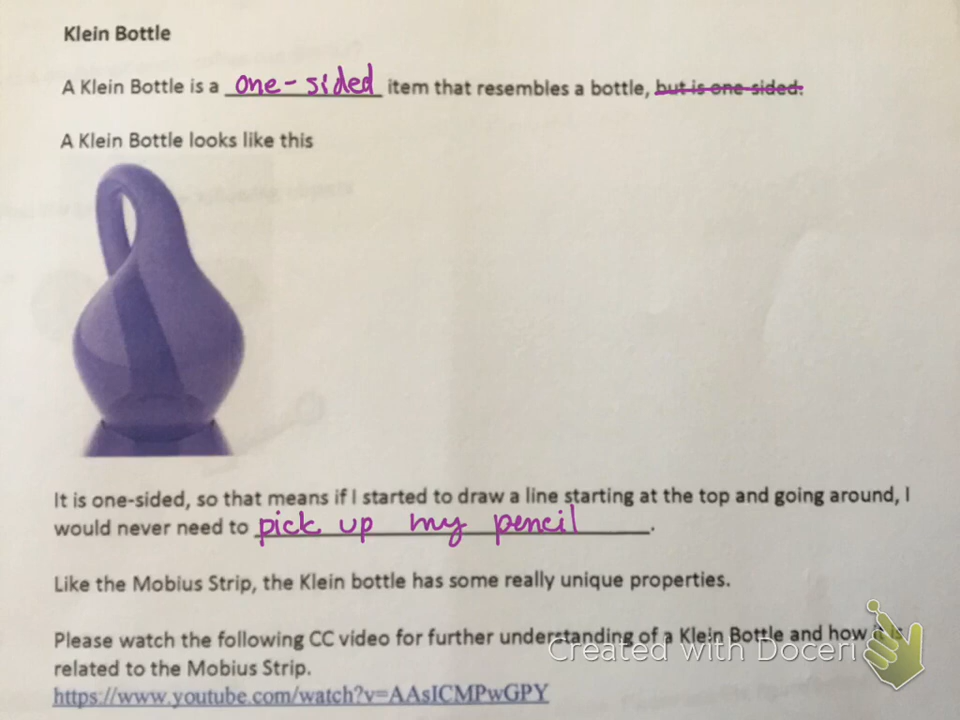 Klein Bottle
A Klein Bottle is a one-sided item that resembles a bottle, but is one-sided.
A Klein Bottle looks like this
It is one-sided, so that means if I started to draw a line starting at the top and going around, I
would never need to pick up my pencil.
Like the Mobius Strip, the Klein bottle has some really unique properties.
Please watch the following CC video for further understanding of a Klein Bottle and how it is
related to the Mobius Strip.
Created with Doceri
https://www.youtube.com/watch?v=AAsICMPwGPY